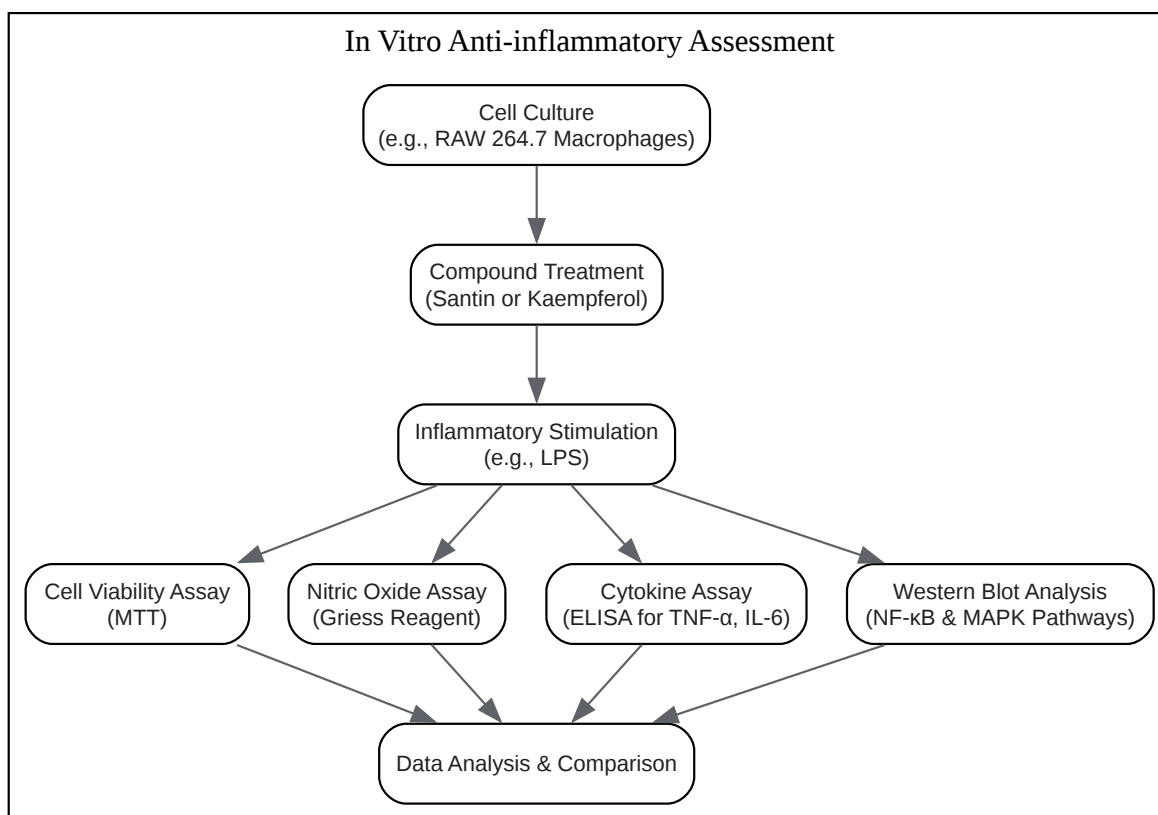 In Vitro Anti-inflammatory Assessment
Cell Culture
(e.g., RAW 264.7 Macrophages)
Compound Treatment
(Santin or Kaempferol)
Inflammatory Stimulation
(e.g., LPS)
Cell Viability Assay
(MTT)
Nitric Oxide Assay
(Griess Reagent)
Cytokine Assay
(ELISA for TNF-α, IL-6)
Western Blot Analysis
(NF-κB & MAPK Pathways)
Data Analysis & Comparison